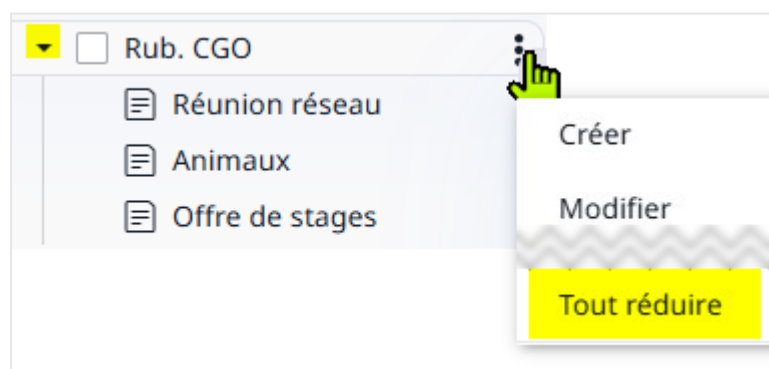 Rub. CGO
Réunion réseau
Animaux
Offre de stages
Créer
Modifier
Tout réduire